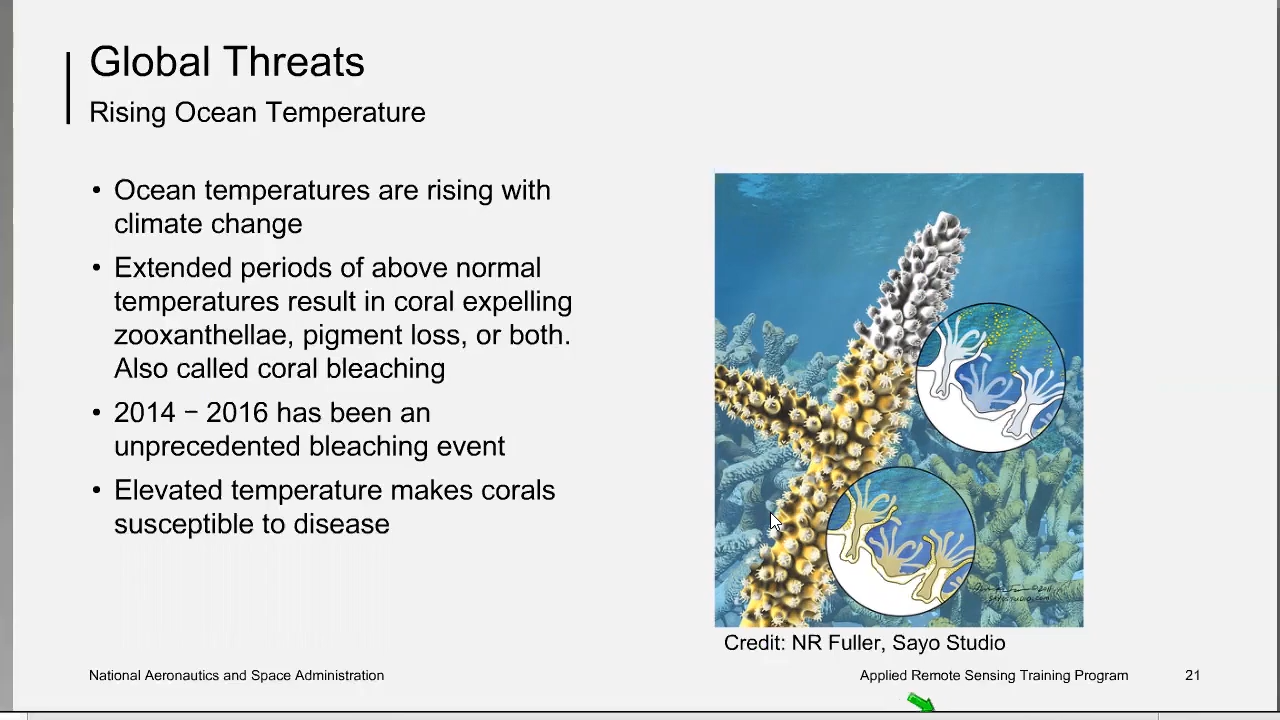 Global Threats
Rising Ocean Temperature
• Ocean temperatures are rising with
climate change
• Extended periods of above normal
temperatures result in coral expelling
zooxanthellae, pigment loss, or both.
Also called coral bleaching
• 2014 − 2016 has been an
unprecedented bleaching event
• Elevated temperature makes corals
susceptible to disease
SAYOSTUDIO.COM
Credit: NR Fuller, Sayo Studio
National Aeronautics and Space Administration
Applied Remote Sensing Training Program
21